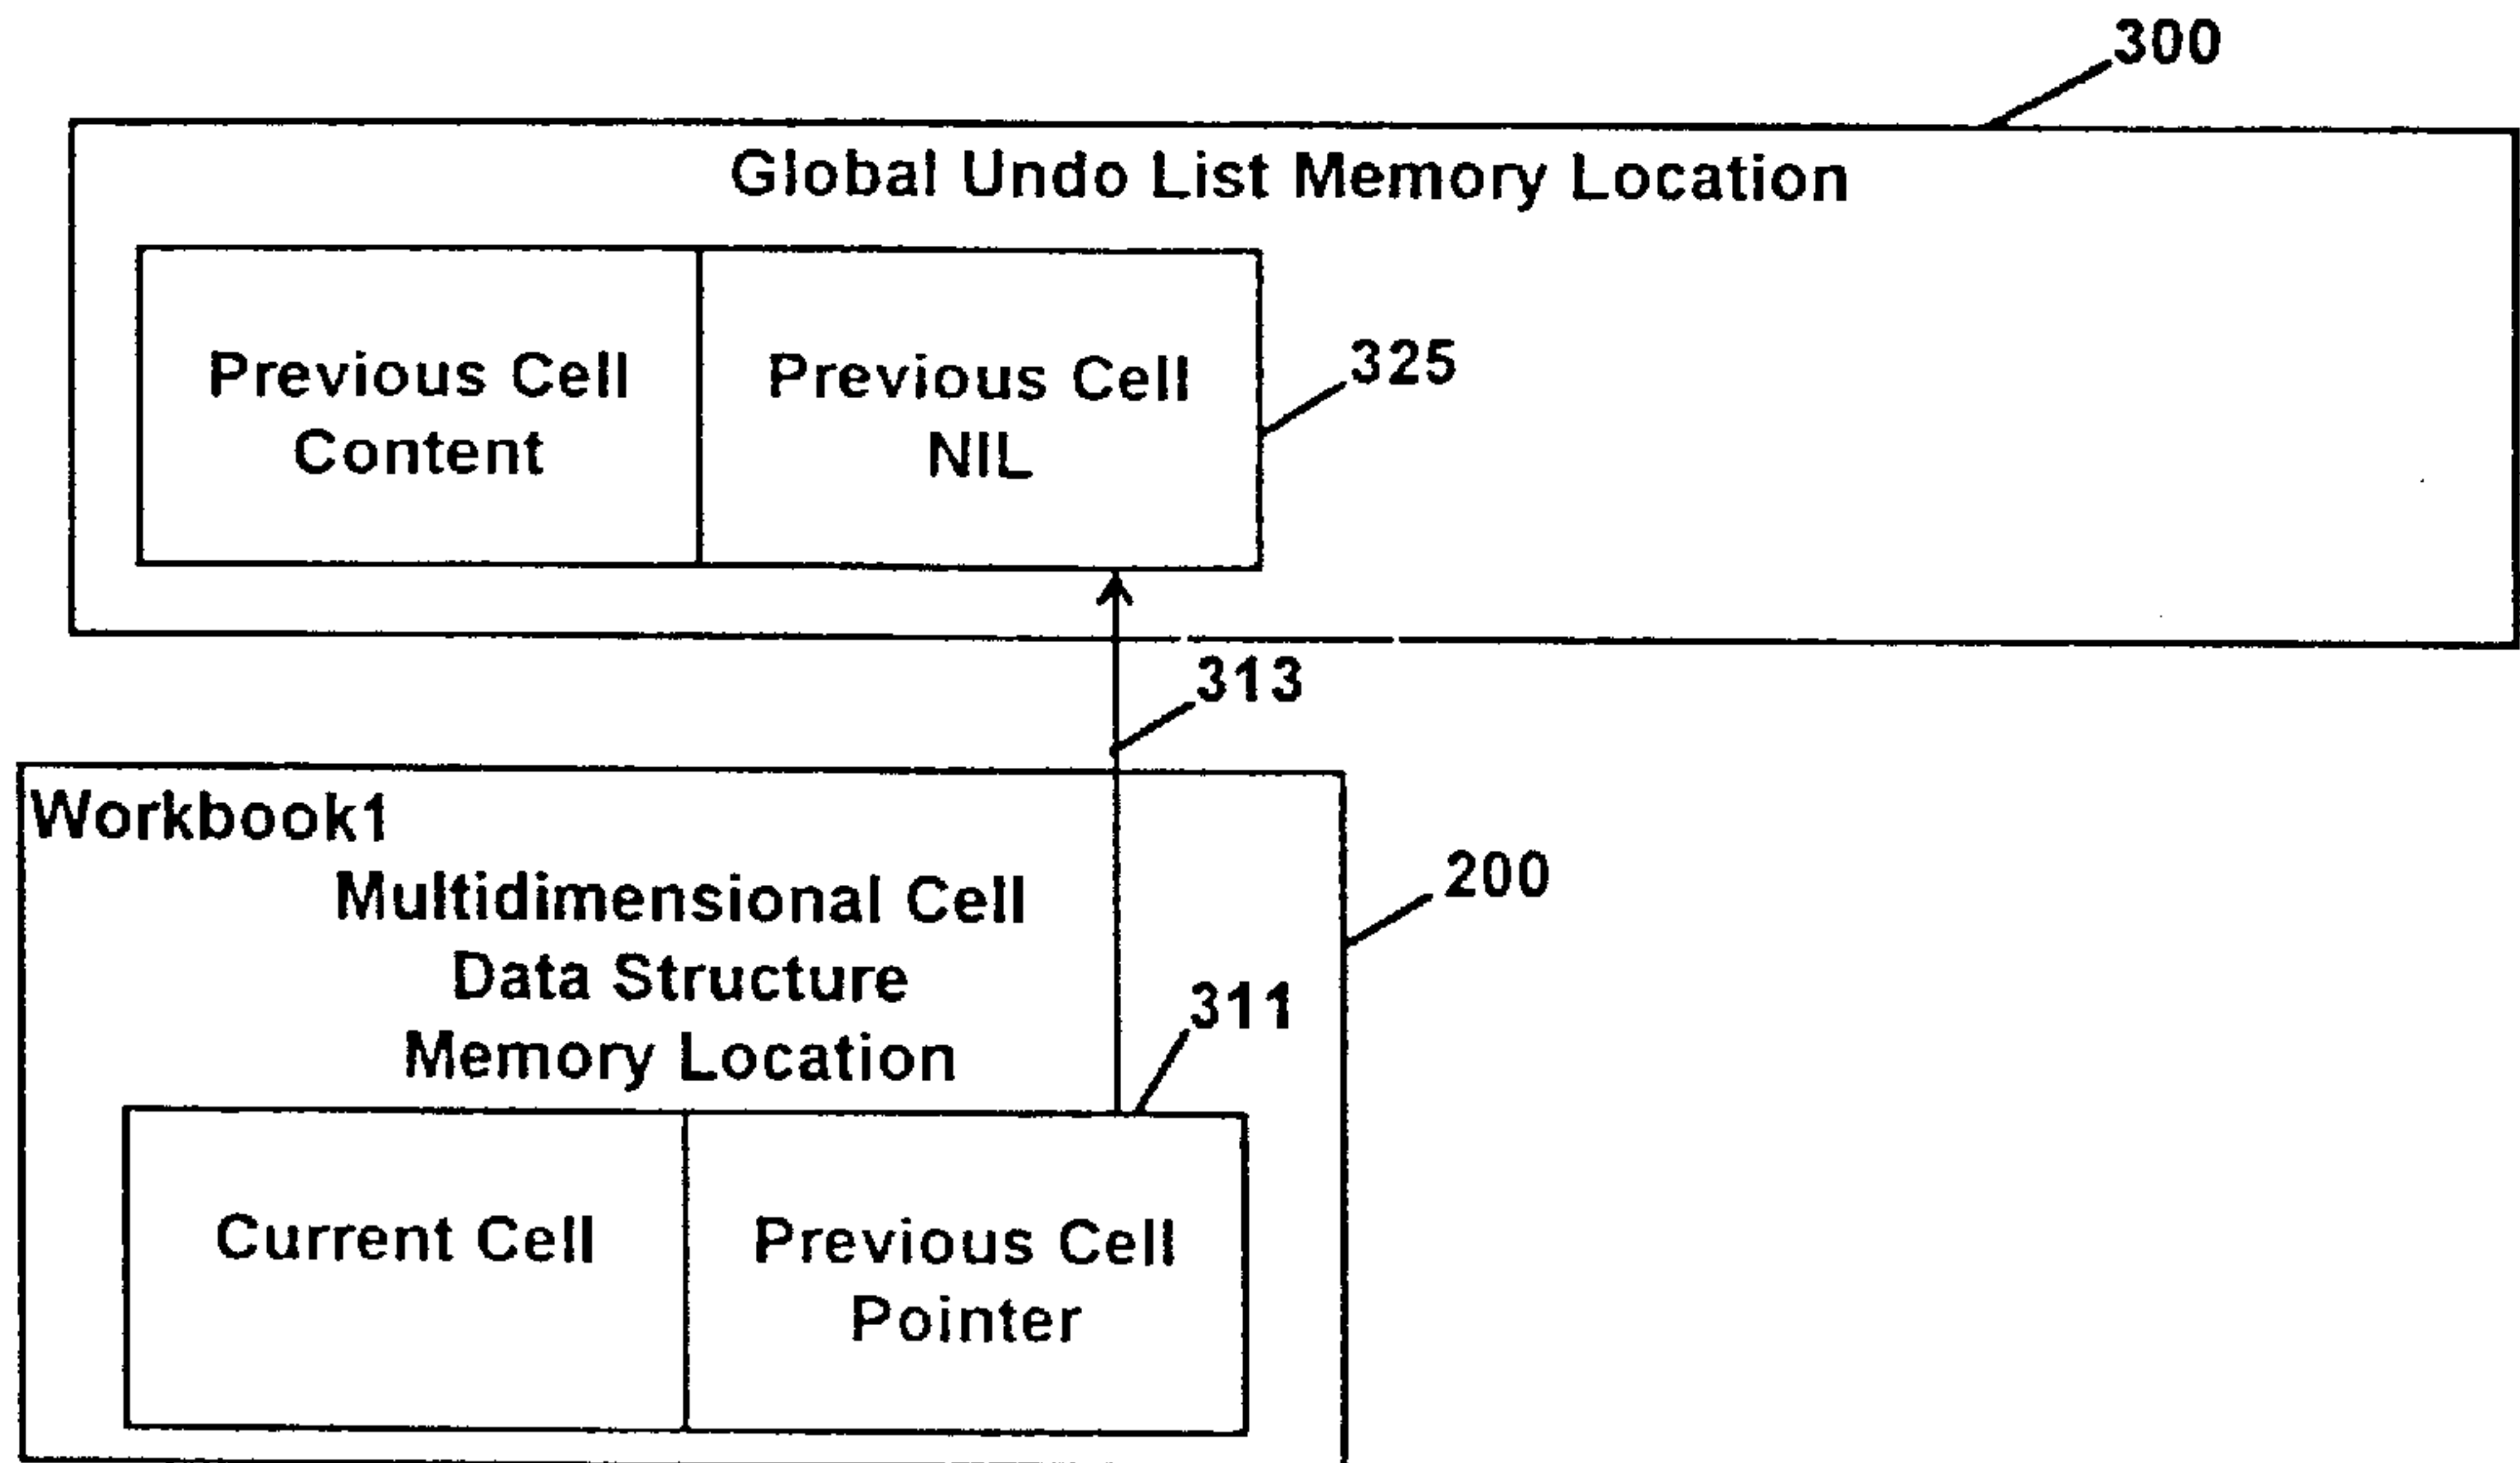 300
Global Undo List Memory Location
Previous Cell
Content
Previous Cell
NIL
325
313
Workbook1
Multidimensional Cell
Data Structure
Memory Location
200
311
Current Cell
Previous Cell
Pointer